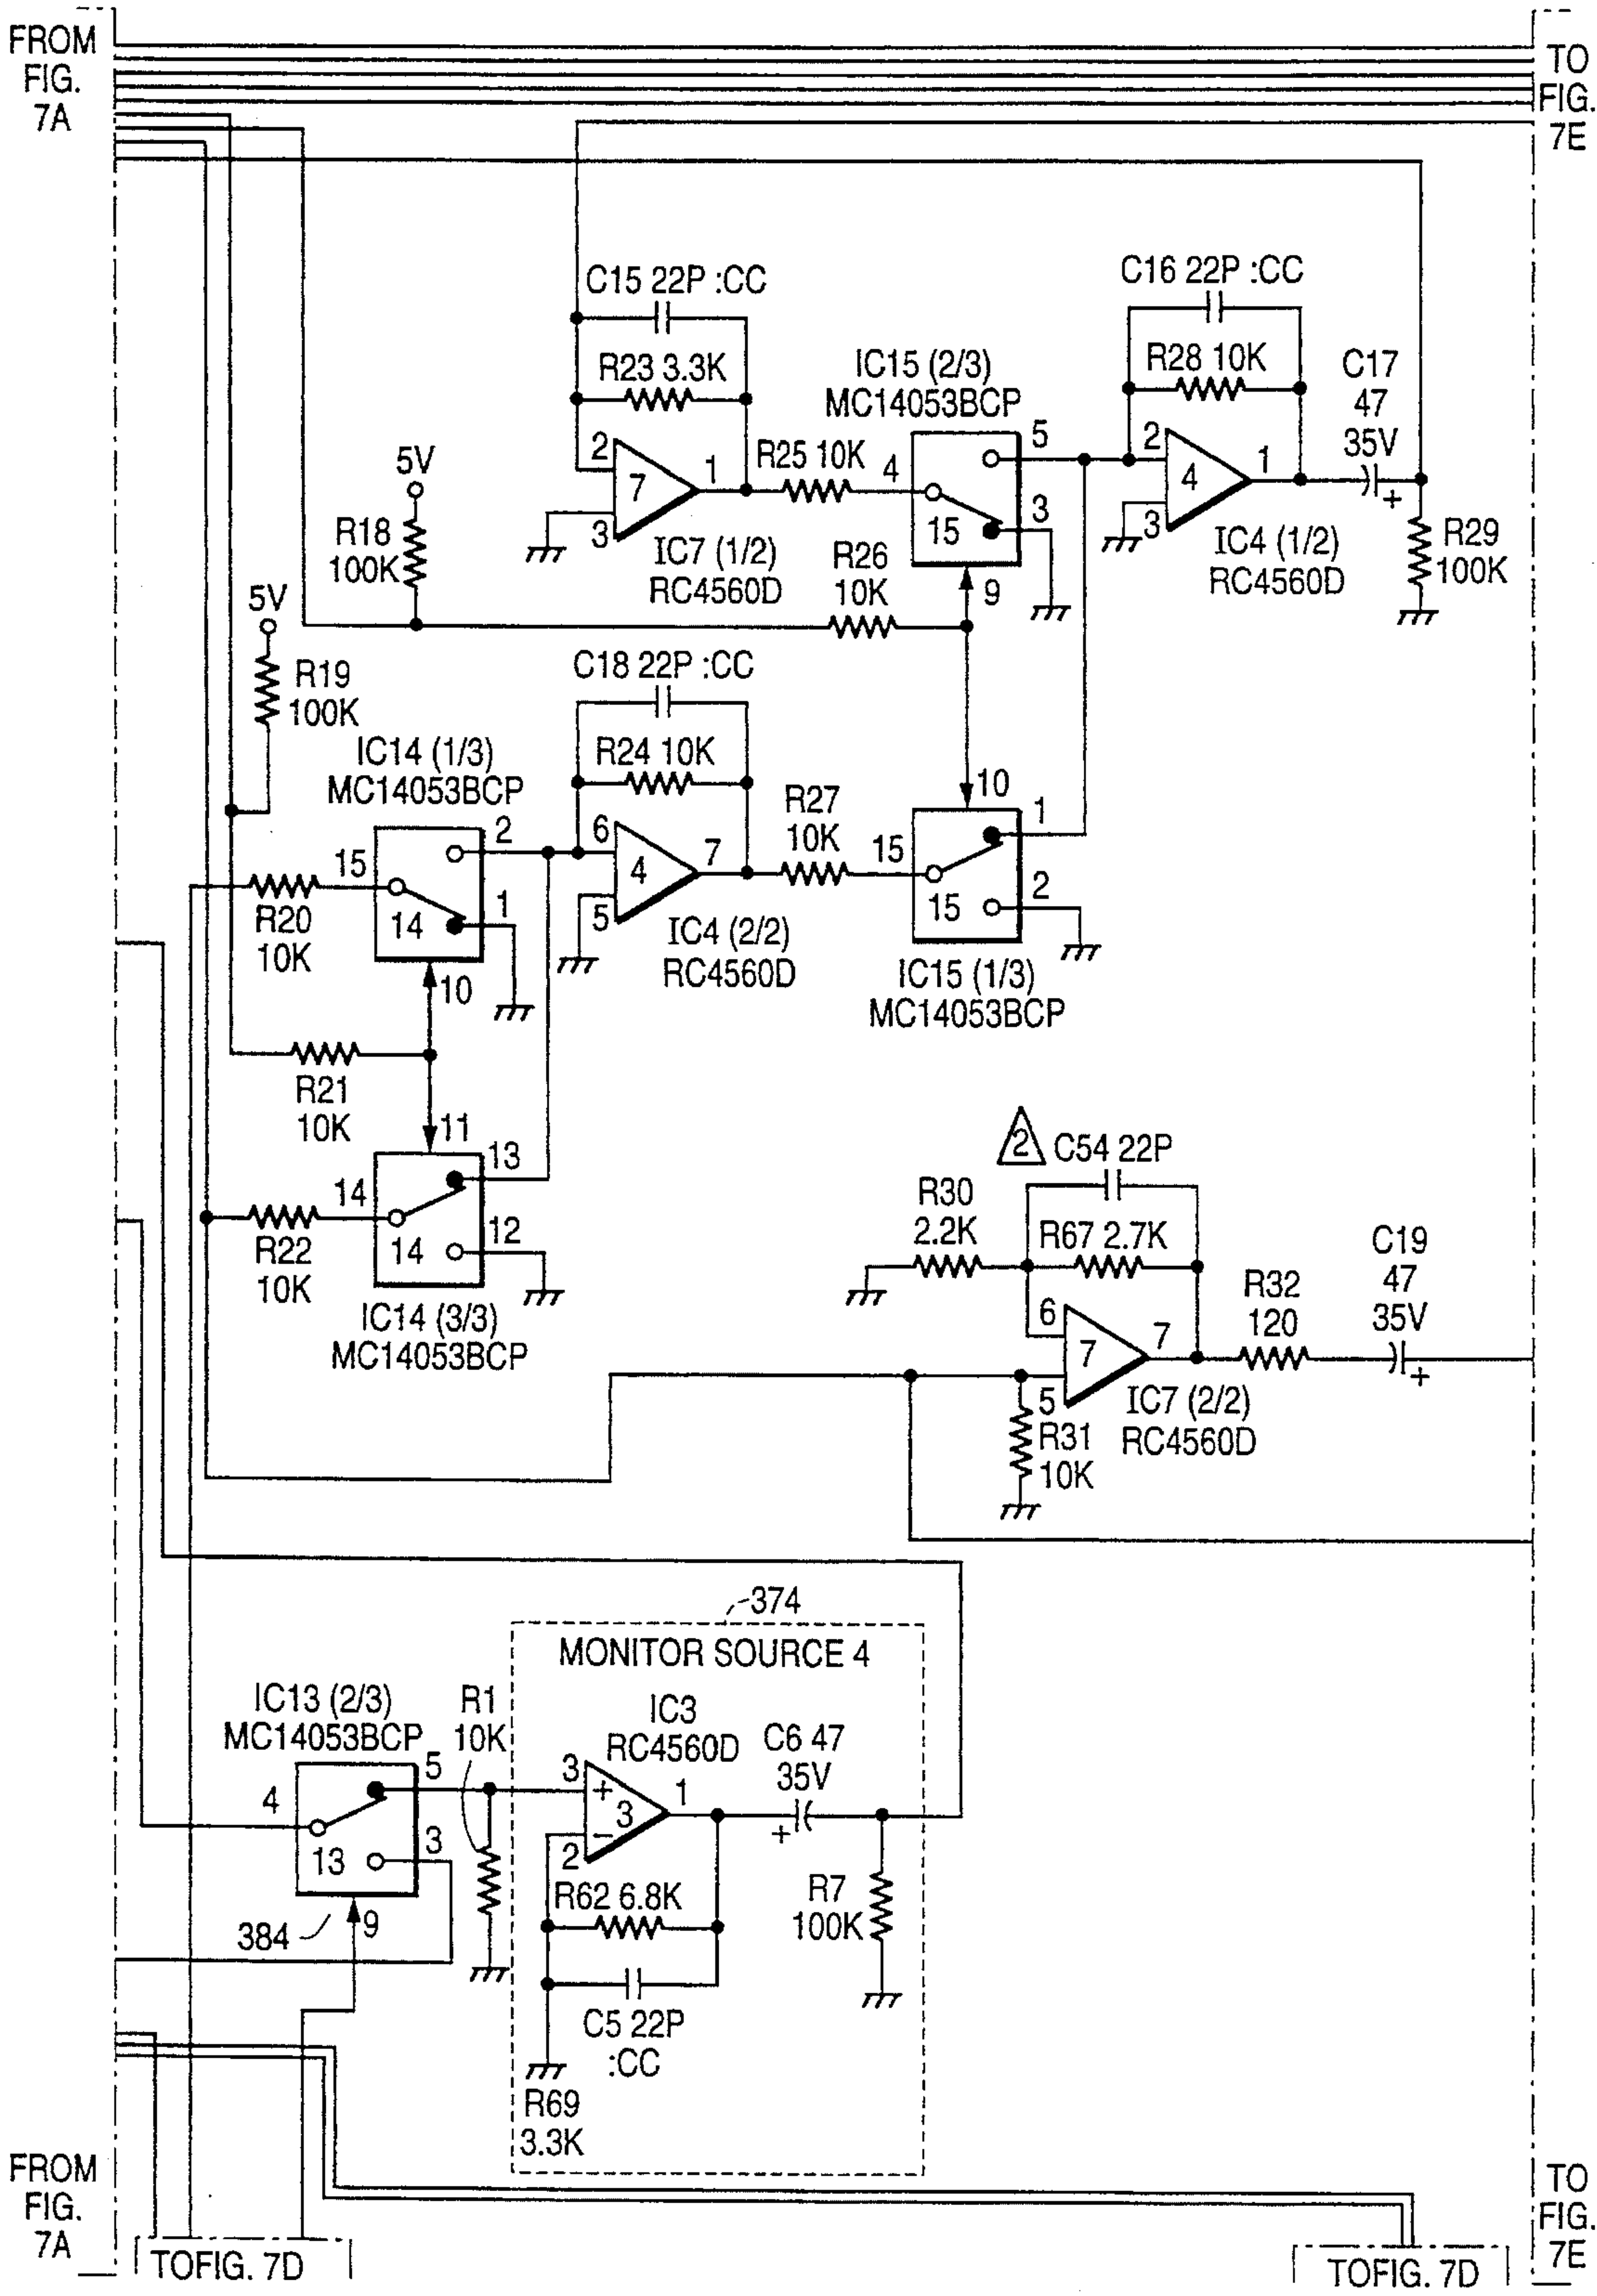 FROM
FIG.
7A
TO
FIG.
7E
C15 22P :CC
R23 3.3K
2
7
1
3
IC7 (1/2)
RC4560D
R25 10K
IC15 (2/3)
MC14053BCP
4
5
3
15
9
C16 22P :CC
R28 10K
2
4
1
3
IC4 (1/2)
RC4560D
C17
47
35V
+
R29
100K
5V
R18
100K
R26
10K
5V
R19
100K
C18 22P :CC
R24 10K
6
4
7
5
IC4 (2/2)
RC4560D
R27
10K
10
15
1
2
15
IC15 (1/3)
MC14053BCP
IC14 (1/3)
MC14053BCP
15
2
1
14
10
R20
10K
R21
10K
11
14
13
12
14
R22
10K
IC14 (3/3)
MC14053BCP
2
C54 22P
R30
2.2K
R67 2.7K
6
7
7
5
IC7 (2/2)
RC4560D
R31
10K
R32
120
C19
47
35V
+
374
MONITOR SOURCE 4
IC13 (2/3)
MC14053BCP
4
5
3
13
9
384
R1
10K
IC3
RC4560D
3
+
3
1
−
2
C6 47
35V
+
R62 6.8K
R7
100K
C5 22P
:CC
R69
3.3K
FROM
FIG.
7A
TO
FIG.
7E
TOFIG. 7D
TOFIG. 7D